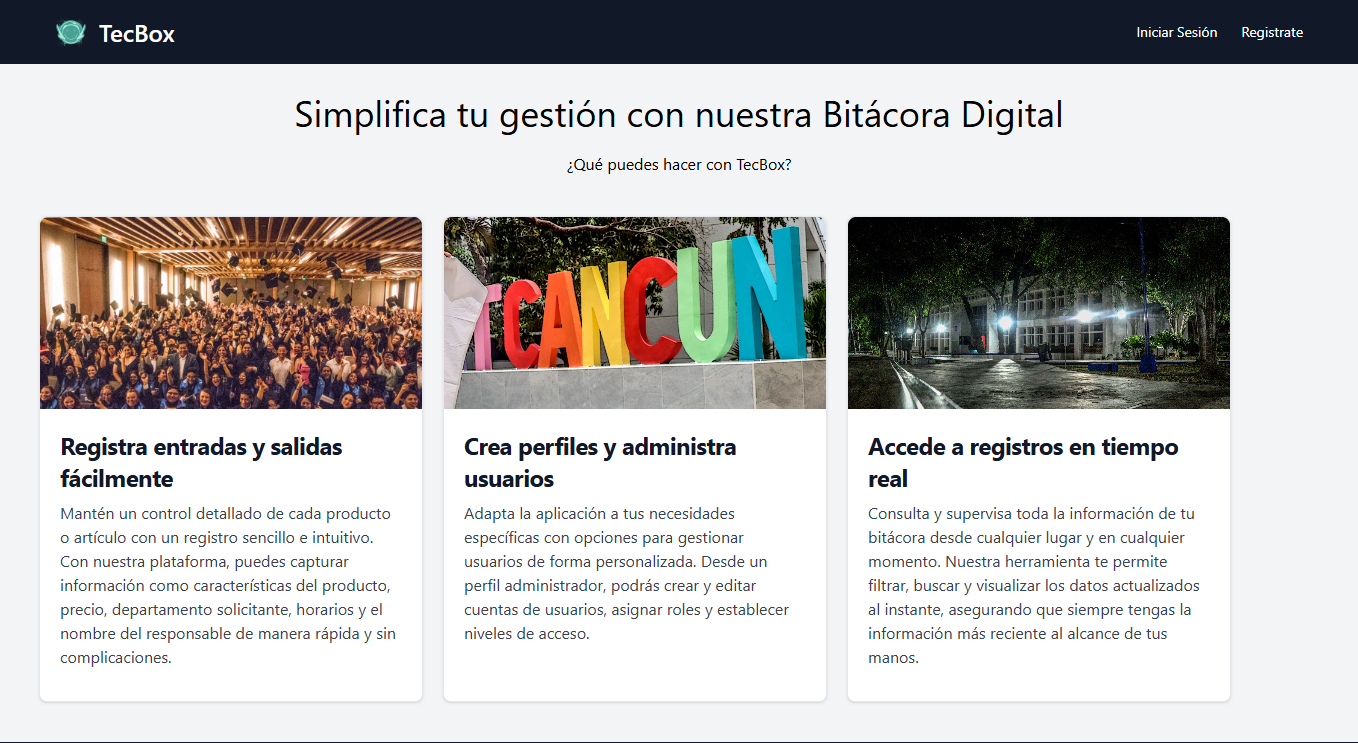 TecBox
Iniciar Sesión
Registrate
Simplifica tu gestión con nuestra Bitácora Digital
¿Qué puedes hacer con TecBox?
ITCANCUN
Registra entradas y salidas
fácilmente
Mantén un control detallado de cada producto
o artículo con un registro sencillo e intuitivo.
Con nuestra plataforma, puedes capturar
información como características del producto,
precio, departamento solicitante, horarios y el
nombre del responsable de manera rápida y sin
complicaciones.
Crea perfiles y administra
usuarios
Adapta la aplicación a tus necesidades
específicas con opciones para gestionar
usuarios de forma personalizada. Desde un
perfil administrador, podrás crear y editar
cuentas de usuarios, asignar roles y establecer
niveles de acceso.
Accede a registros en tiempo
real
Consulta y supervisa toda la información de tu
bitácora desde cualquier lugar y en cualquier
momento. Nuestra herramienta te permite
filtrar, buscar y visualizar los datos actualizados
al instante, asegurando que siempre tengas la
información más reciente al alcance de tus
manos.